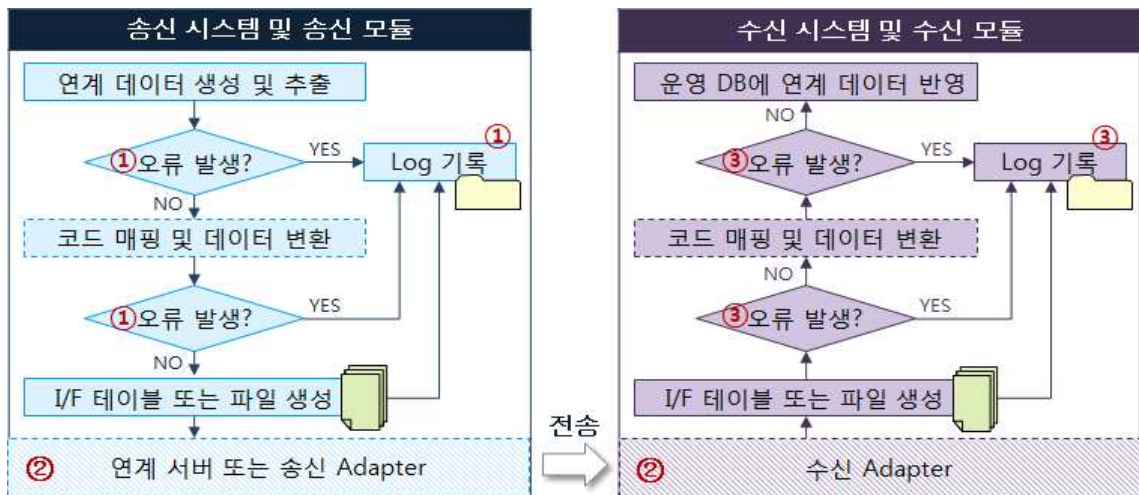 송신 시스템 및 송신 모듈
연계 데이터 생성 및 추출
① 오류 발생?
YES
① Log 기록
NO
코드 매핑 및 데이터 변환
① 오류 발생?
YES
NO
I/F 테이블 또는 파일 생성
② 연계 서버 또는 송신 Adapter
전송
수신 시스템 및 수신 모듈
운영 DB에 연계 데이터 반영
NO
③ 오류 발생?
YES
③ Log 기록
코드 매핑 및 데이터 변환
NO
③ 오류 발생?
YES
I/F 테이블 또는 파일 생성
② 수신 Adapter